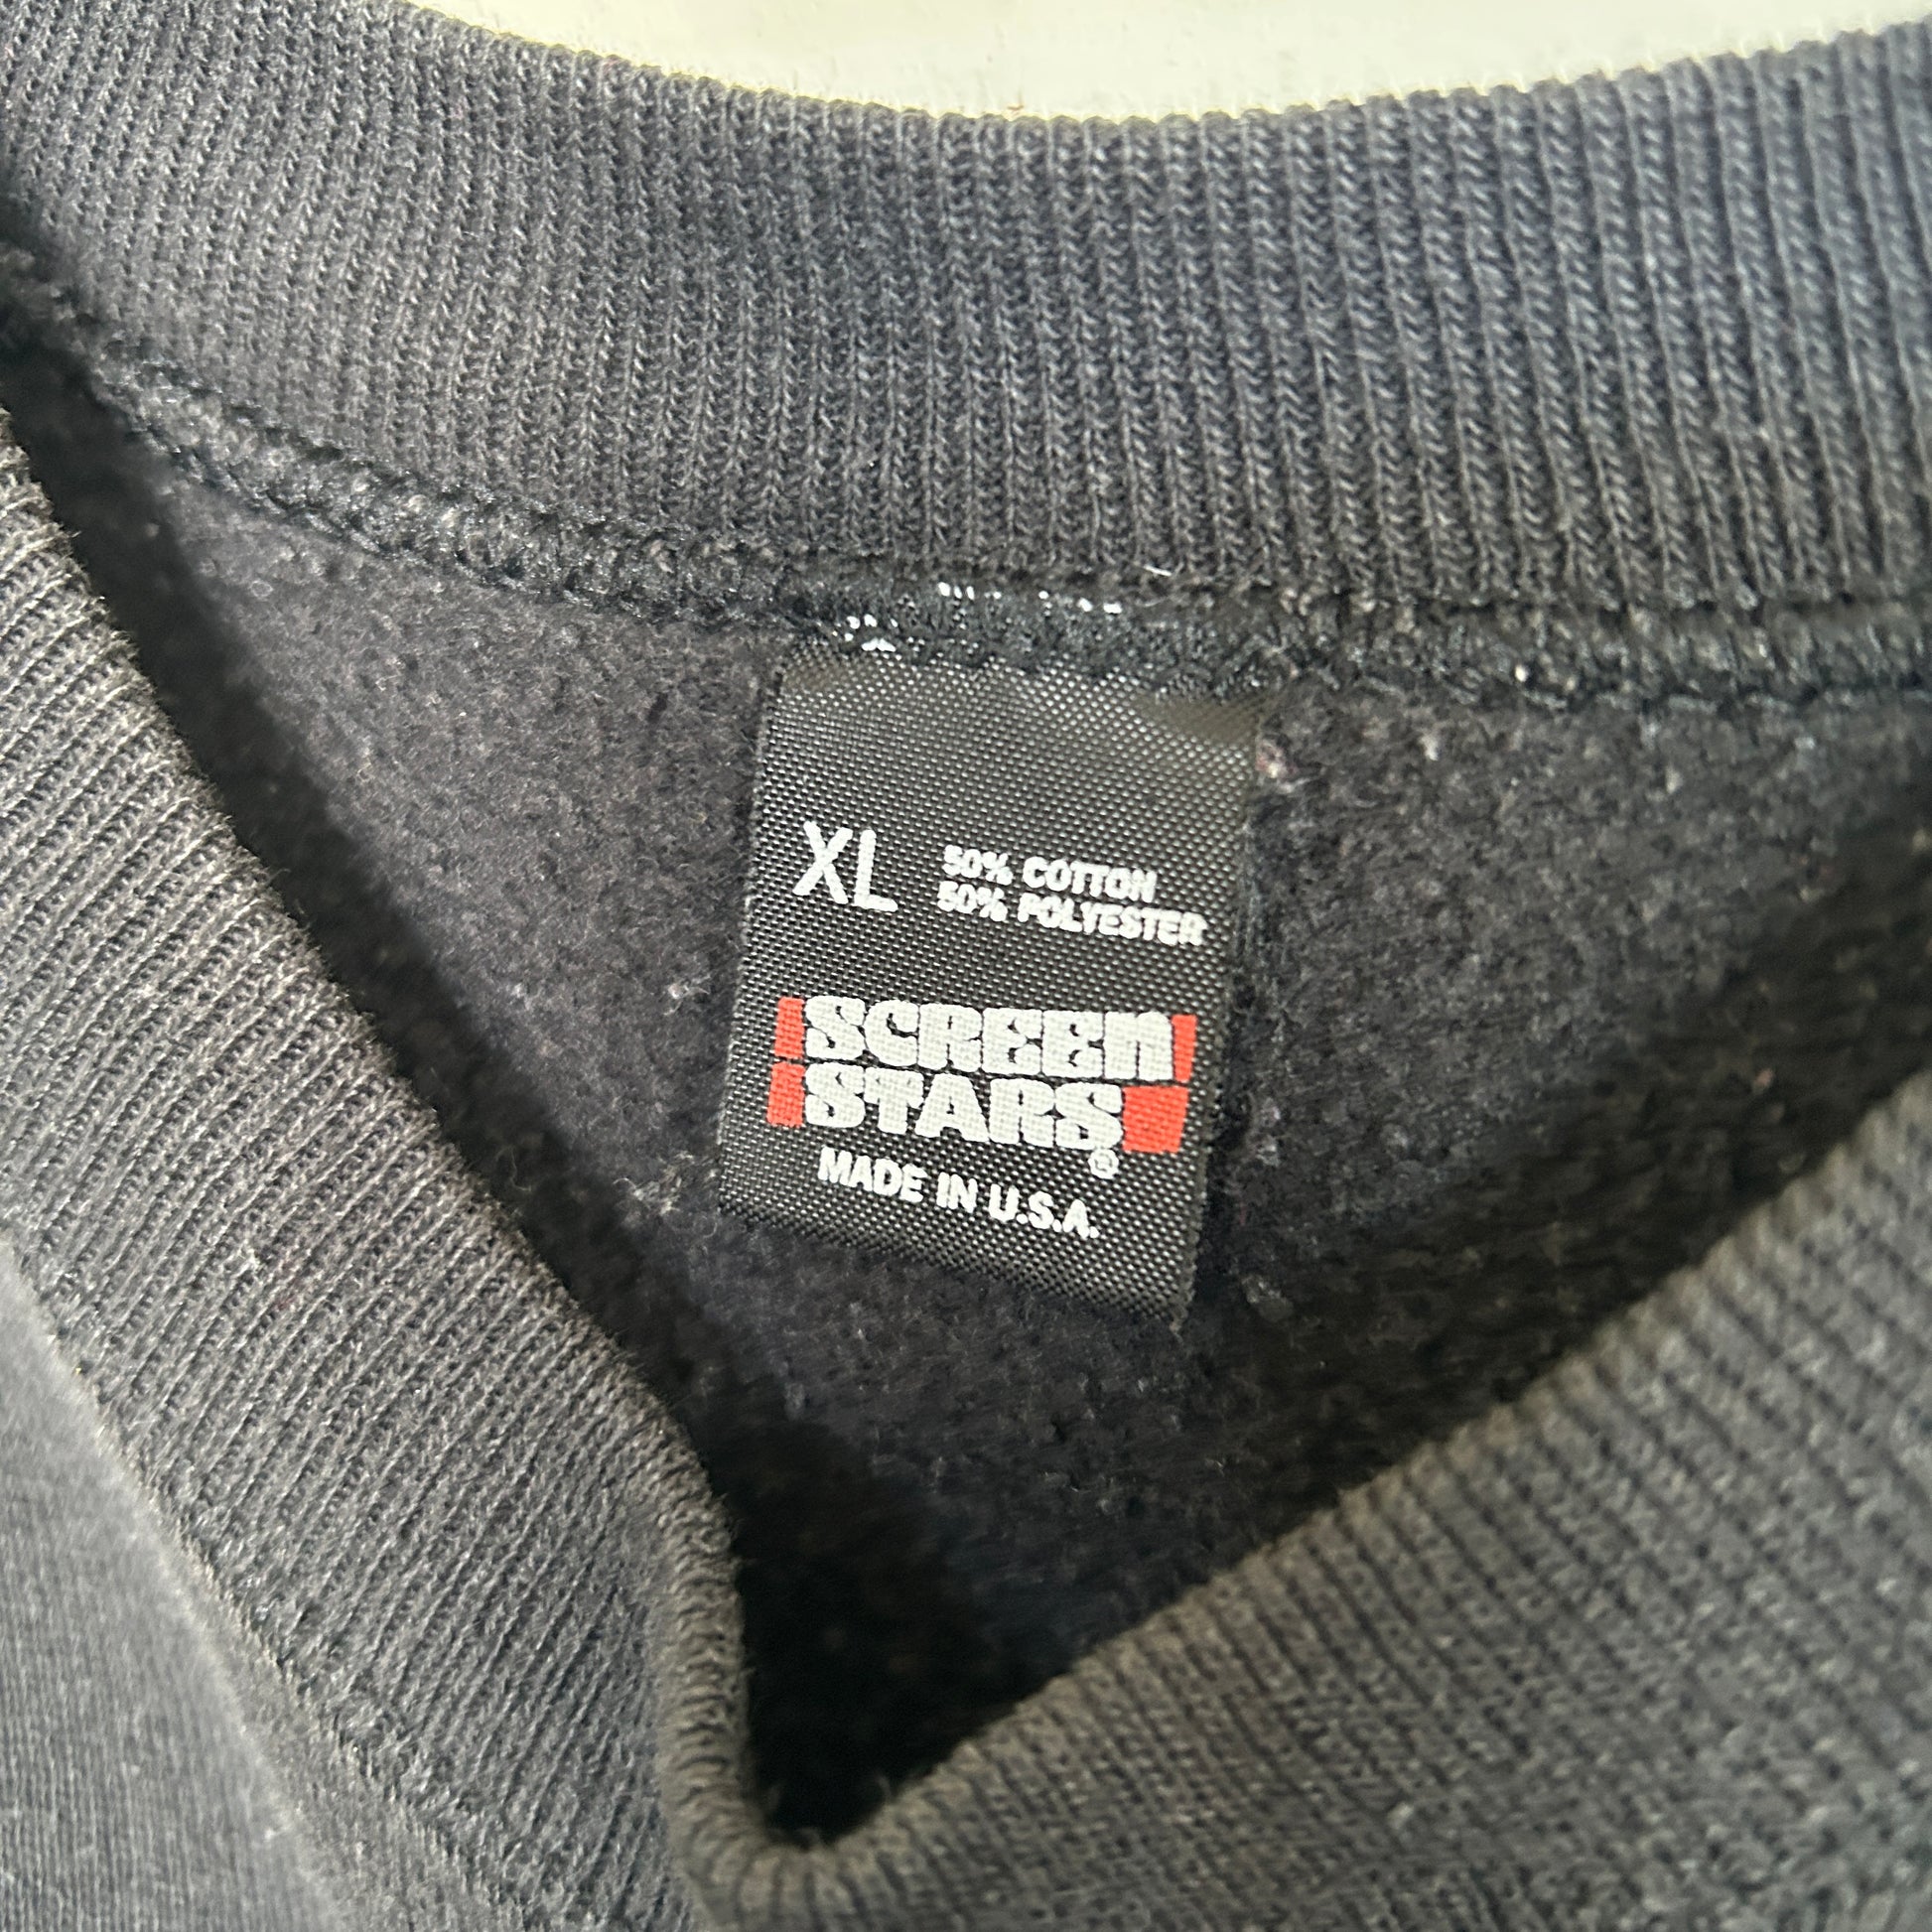 XL
50% COTTON
50% POLYESTER
SCREEN
STARS®
MADE IN U.S.A.